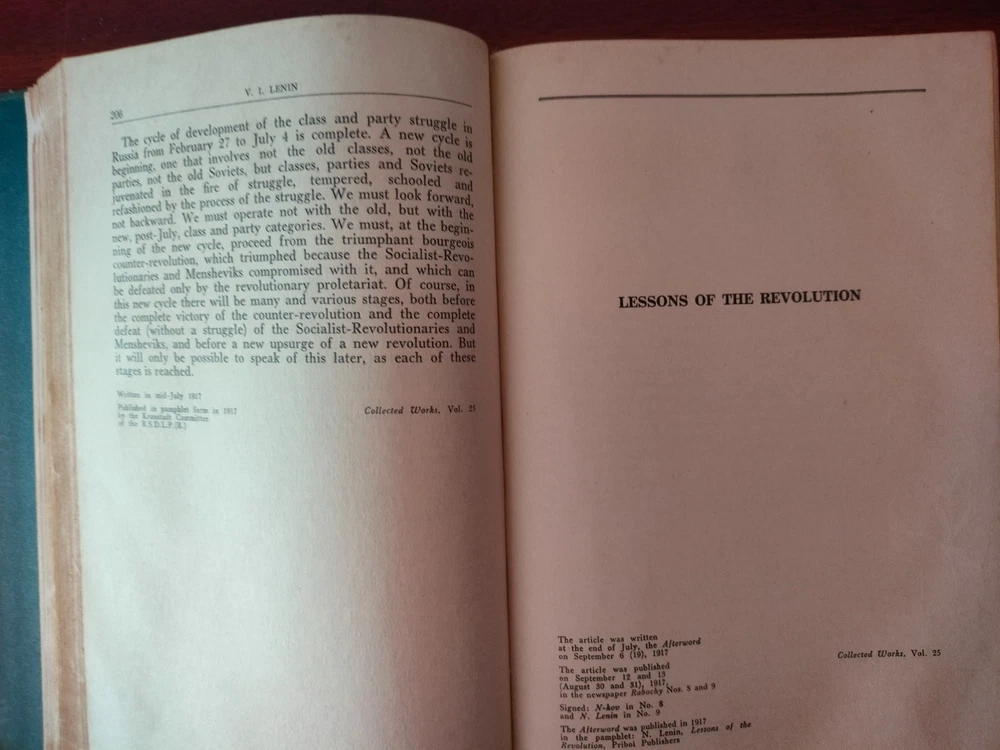 206
V. I. LENIN
The cycle of development of the class and party struggle in
Russia from February 27 to July 4 is complete. A new cycle is
beginning, one that involves not the old classes, not the old
parties, not the old Soviets, but classes, parties and Soviets re-
juvenated in the fire of struggle, tempered, schooled and
refashioned by the process of the struggle. We must look forward,
not backward. We must operate not with the old, but with the
new, post-July, class and party categories. We must, at the begin-
ning of the new cycle, proceed from the triumphant bourgeois
counter-revolution, which triumphed because the Socialist-Revo-
lutionaries and Mensheviks compromised with it, and which can
be defeated only by the revolutionary proletariat. Of course, in
this new cycle there will be many and various stages, both before
the complete victory of the counter-revolution and the complete
defeat (without a struggle) of the Socialist-Revolutionaries and
Mensheviks, and before a new upsurge of a new revolution. But
it will only be possible to speak of this later, as each of these
stages is reached.
Written in mid-July 1917
Published in pamphlet form in 1917
by the Kronstadt Committee
of the R.S.D.L.P.(B.)
Collected Works, Vol. 25
LESSONS OF THE REVOLUTION
The article was written
at the end of July, the Afterword
on September 6 (19), 1917
The article was published
on September 12 and 13
(August 30 and 31), 1917,
in the newspaper Rabochy Nos. 8 and 9
Signed: N-kov in No. 8
and N. Lenin in No. 9
The Afterword was published in 1917
in the pamphlet: N. Lenin, Lessons of the
Revolution, Priboi Publishers
Collected Works, Vol. 25